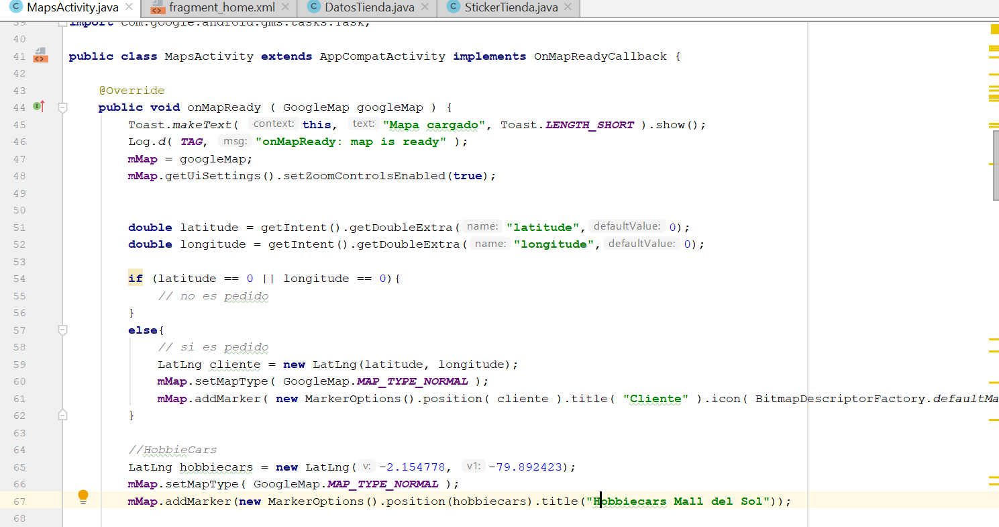 MapsActivity.java fragment_home.xml DatosTienda.java StickerTienda.java
39 import com.google.android.gms.tasks.Task;
40
41 public class MapsActivity extends AppCompatActivity implements OnMapReadyCallback {
42
43 @Override
44 public void onMapReady ( GoogleMap googleMap ) {
45 Toast.makeText( context: this, text: "Mapa cargado", Toast.LENGTH_SHORT ).show();
46 Log.d( TAG, msg: "onMapReady: map is ready" );
47 mMap = googleMap;
48 mMap.getUiSettings().setZoomControlsEnabled(true);
49
50
51 double latitude = getIntent().getDoubleExtra( name: "latitude", defaultValue: 0);
52 double longitude = getIntent().getDoubleExtra( name: "longitude", defaultValue: 0);
53
54 if (latitude == 0 || longitude == 0){
55 // no es pedido
56 }
57 else{
58 // si es pedido
59 LatLng cliente = new LatLng(latitude, longitude);
60 mMap.setMapType( GoogleMap.MAP_TYPE_NORMAL );
61 mMap.addMarker( new MarkerOptions().position( cliente ).title( "Cliente" ).icon( BitmapDescriptorFactory.defaultMa
62 }
63
64 //HobbieCars
65 LatLng hobbiecars = new LatLng( v: -2.154778, v1: -79.892423);
66 mMap.setMapType( GoogleMap.MAP_TYPE_NORMAL );
67 mMap.addMarker(new MarkerOptions().position(hobbiecars).title("Hobbiecars Mall del Sol"));
68